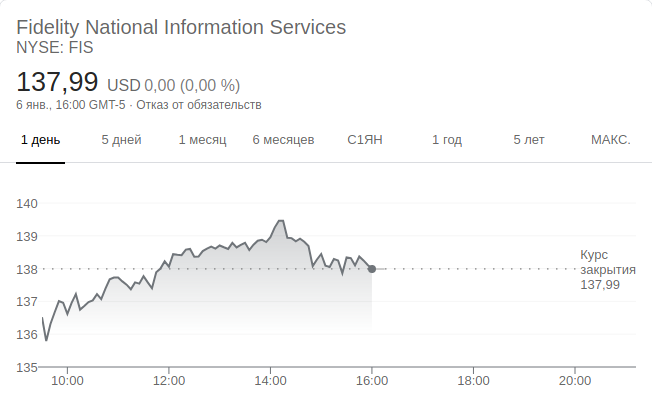 Fidelity National Information Services
NYSE: FIS
137,99 USD 0,00 (0,00 %)
6 янв., 16:00 GMT-5 · Отказ от обязательств
1 день 5 дней 1 месяц 6 месяцев С1ЯН 1 год 5 лет МАКС.
140
139
138
137
136
135
Курс
закрытия
137,99
10:00 12:00 14:00 16:00 18:00 20:00